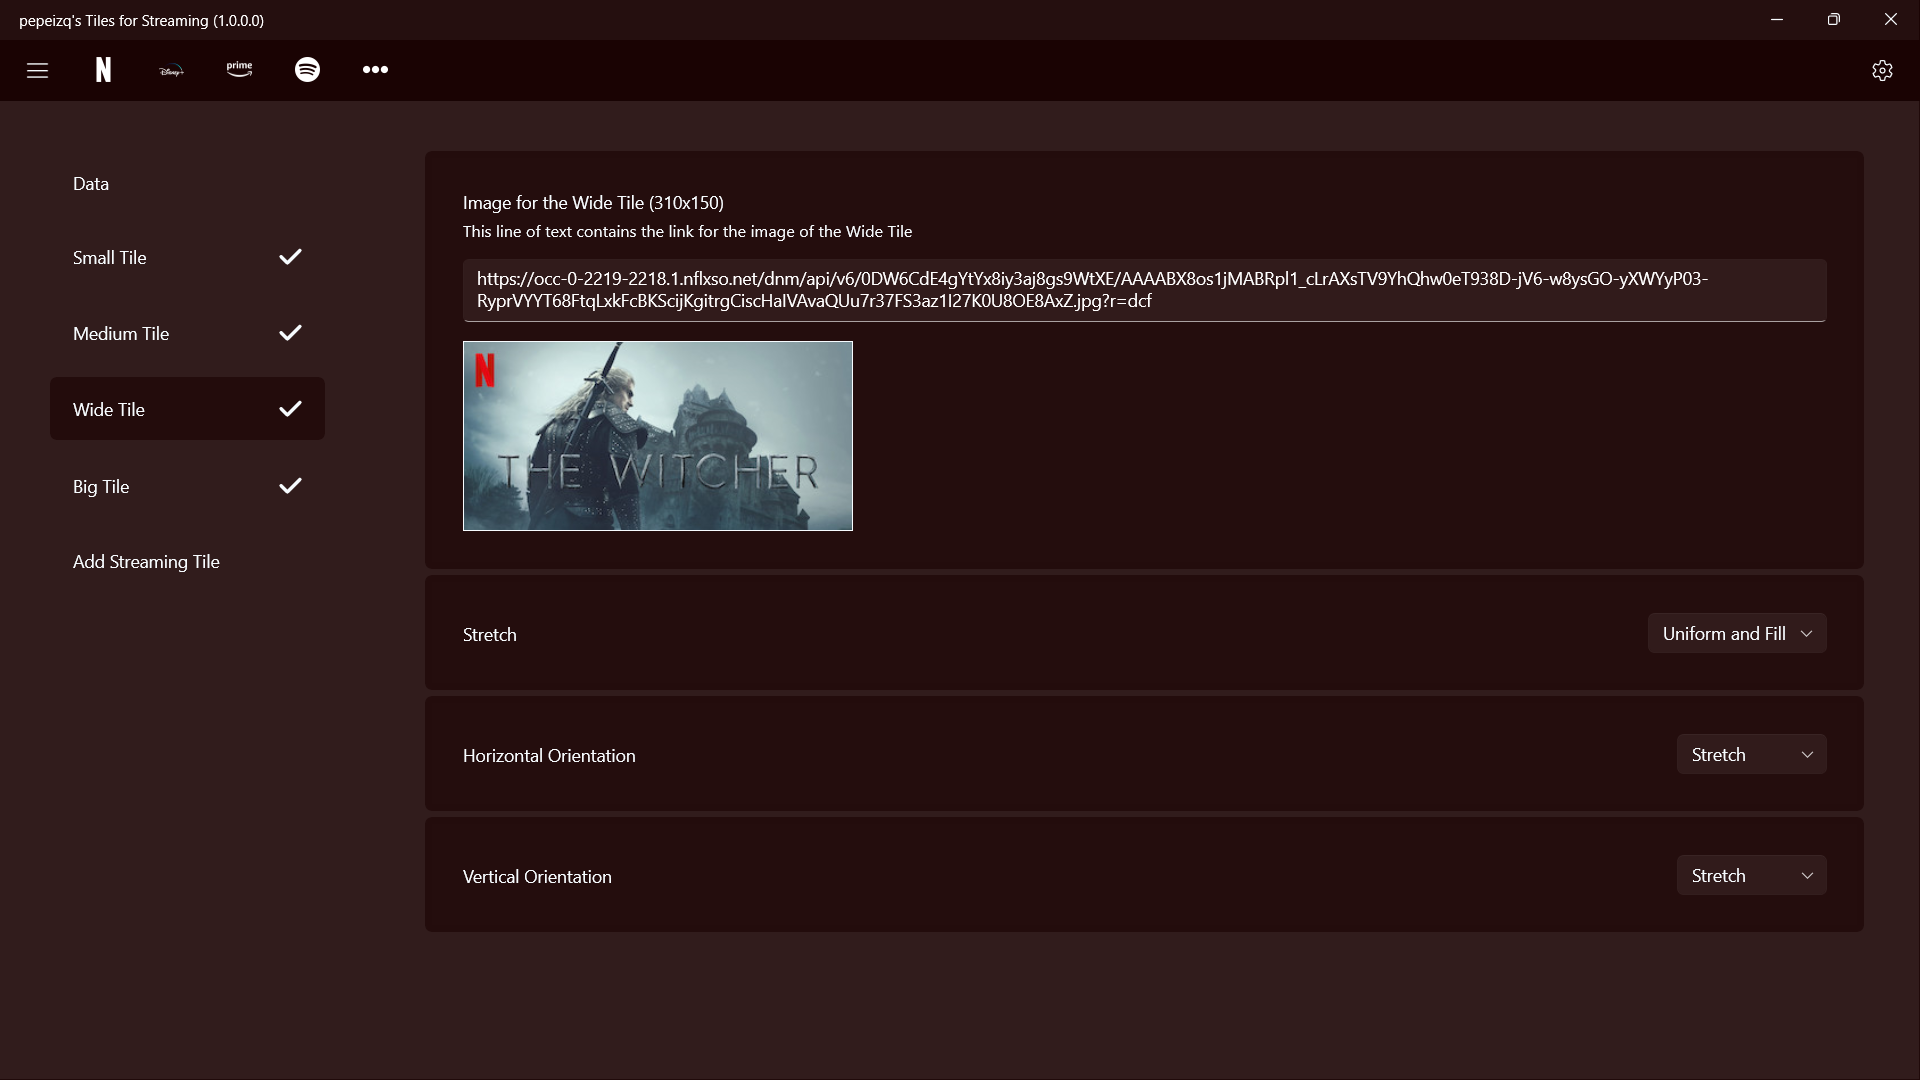 pepeizq's Tiles for Streaming (1.0.0.0)
N
Disney+
prime
Data
Small Tile
Medium Tile
Wide Tile
Big Tile
Add Streaming Tile
Image for the Wide Tile (310x150)
This line of text contains the link for the image of the Wide Tile
https://occ-0-2219-2218.1.nflxso.net/dnm/api/v6/0DW6CdE4gYtYx8iy3aj8gs9WtXE/AAAABX8os1jMABRpl1_cLrAXsTV9YhQhw0eT938D-jV6-w8ysGO-yXWYyP03-
RyprVYYT68FtqLxkFcBKScijKgitrgCiscHalVAvaQUu7r37FS3az1I27K0U8OE8AxZ.jpg?r=dcf
N
THE WITCHER
Stretch
Uniform and Fill
Horizontal Orientation
Stretch
Vertical Orientation
Stretch